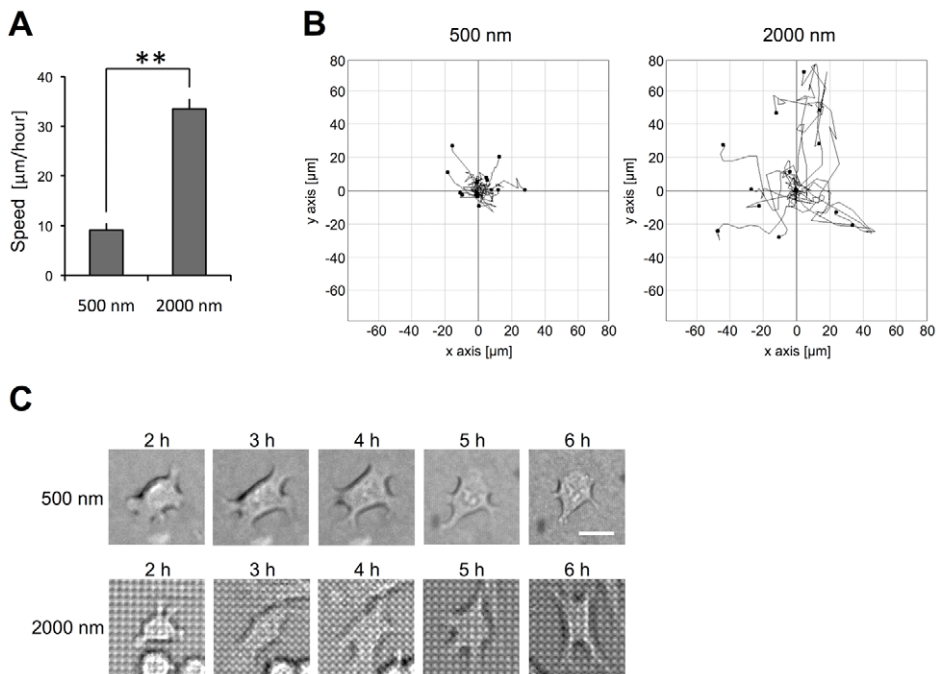 A
**
40
30
20
10
0
Speed [µm/hour]
500 nm 2000 nm
B
500 nm
80
60
40
20
0
-20
-40
-60
y axis [µm]
-60 -40 -20 0 20 40 60 80
x axis [µm]
2000 nm
80
60
40
20
0
-20
-40
-60
y axis [µm]
-60 -40 -20 0 20 40 60 80
x axis [µm]
C
2 h 3 h 4 h 5 h 6 h
500 nm
2 h 3 h 4 h 5 h 6 h
2000 nm